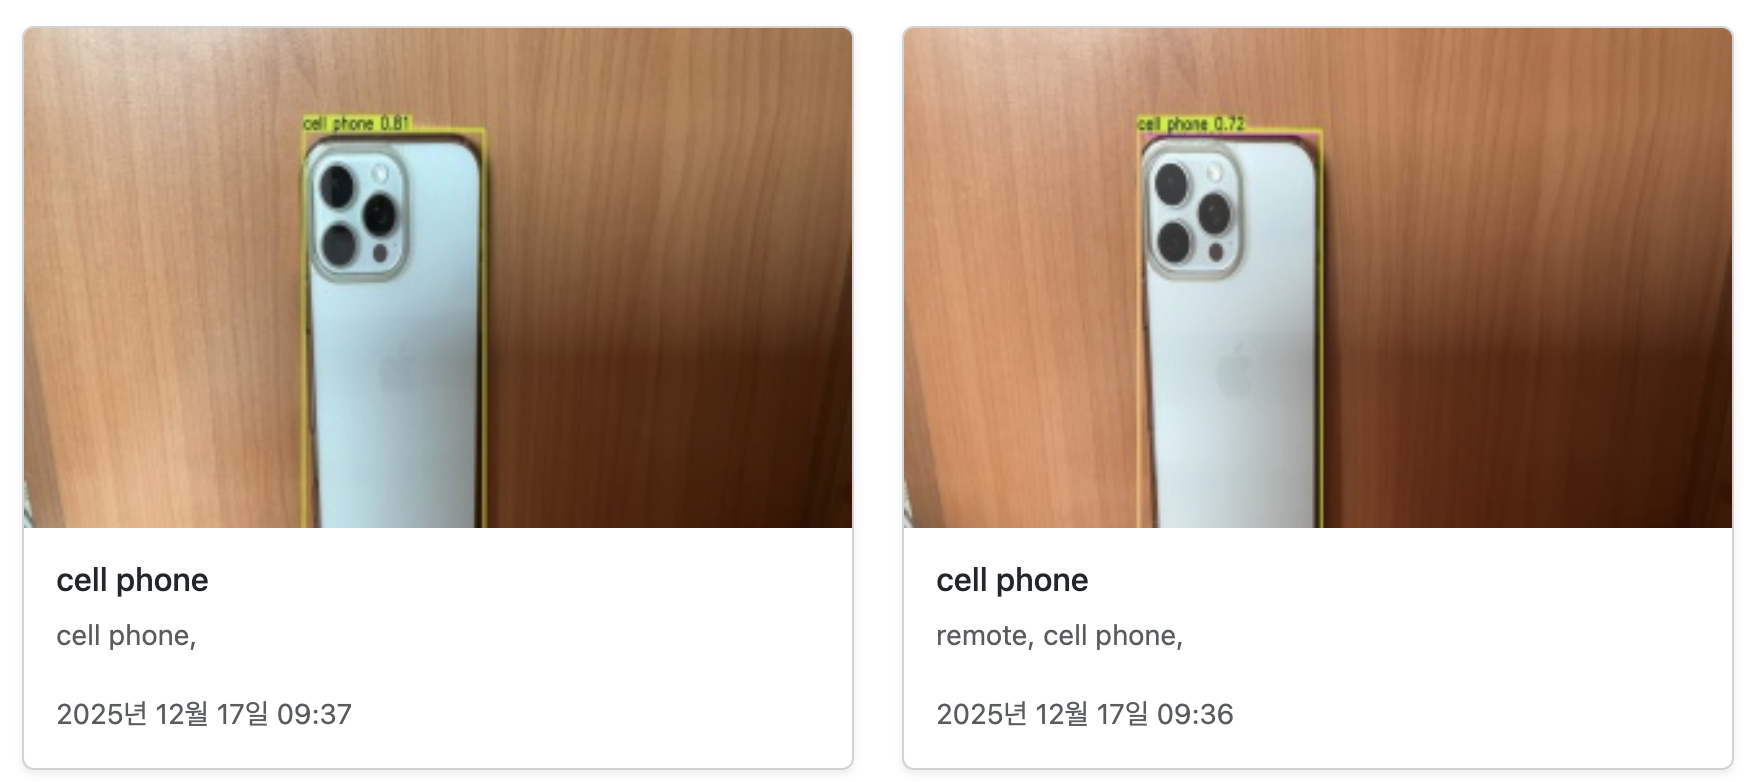 cell phone 0.81
cell phone
cell phone,
2025년 12월 17일 09:37
cell phone 0.72
cell phone
remote, cell phone,
2025년 12월 17일 09:36